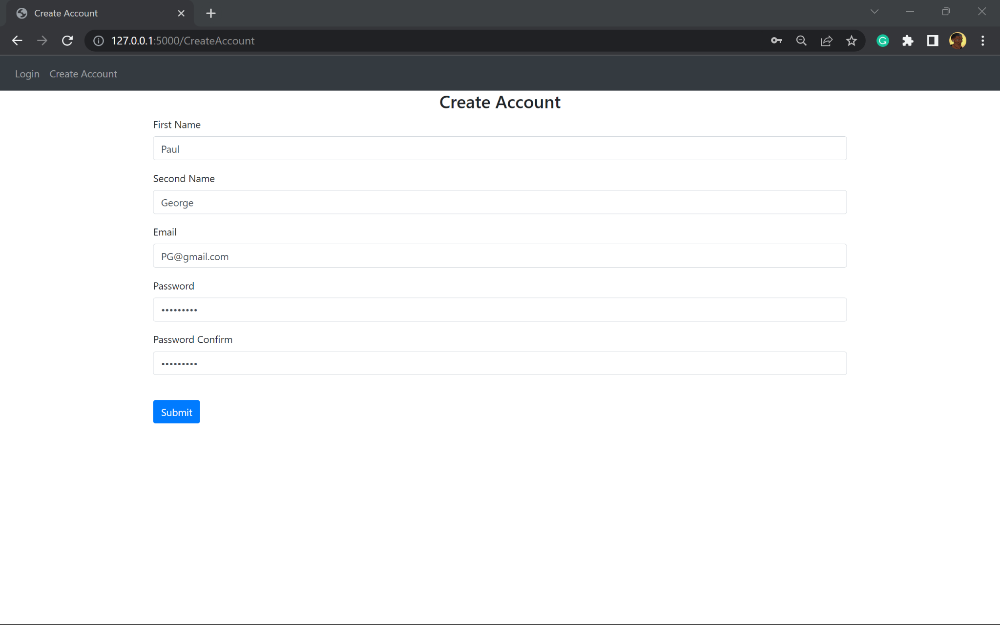 Create Account
127.0.0.1:5000/CreateAccount
Login Create Account
Create Account
First Name
Paul
Second Name
George
Email
PG@gmail.com
Password
•••••••••
Password Confirm
•••••••••
Submit